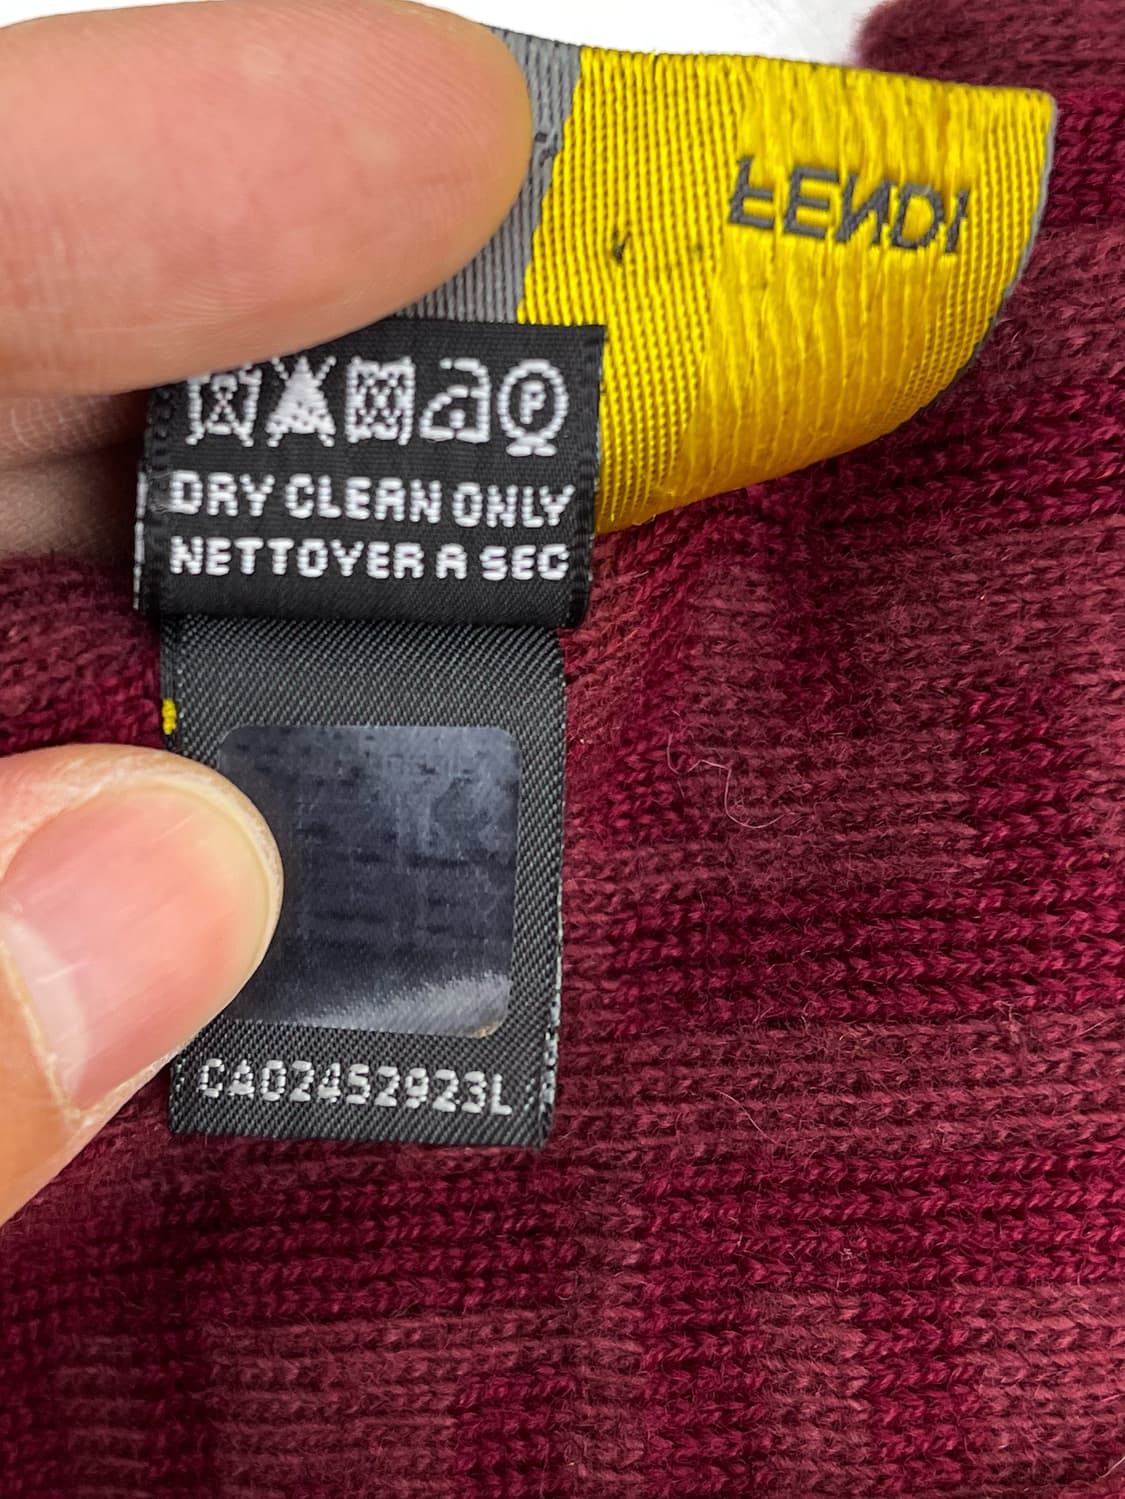 FENDI
P
DRY CLEAN ONLY
NETTOYER A SEC
CA02452923L